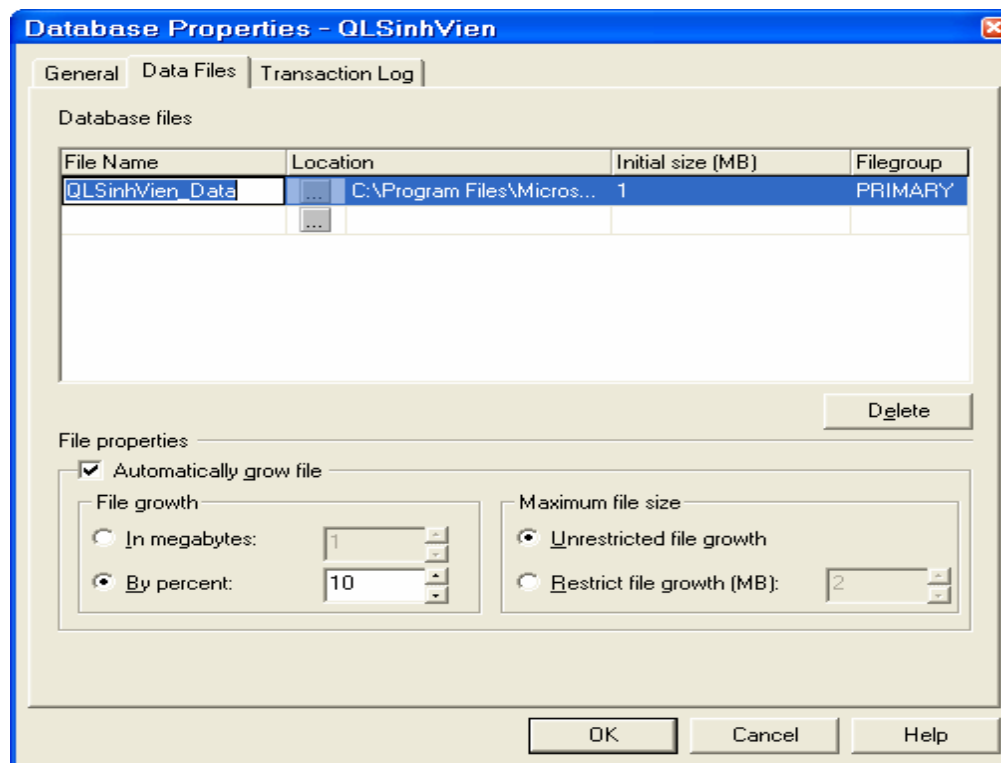 Database Properties - QLSinhVien
General Data Files Transaction Log
Database files
File Name Location Initial size (MB) Filegroup
QLSinhVien_Data ... C:\Program Files\Micros... 1 PRIMARY
...
Delete
File properties
Automatically grow file
File growth Maximum file size
In megabytes: 1 Unrestricted file growth
By percent: 10 Restrict file growth (MB): 2
OK Cancel Help